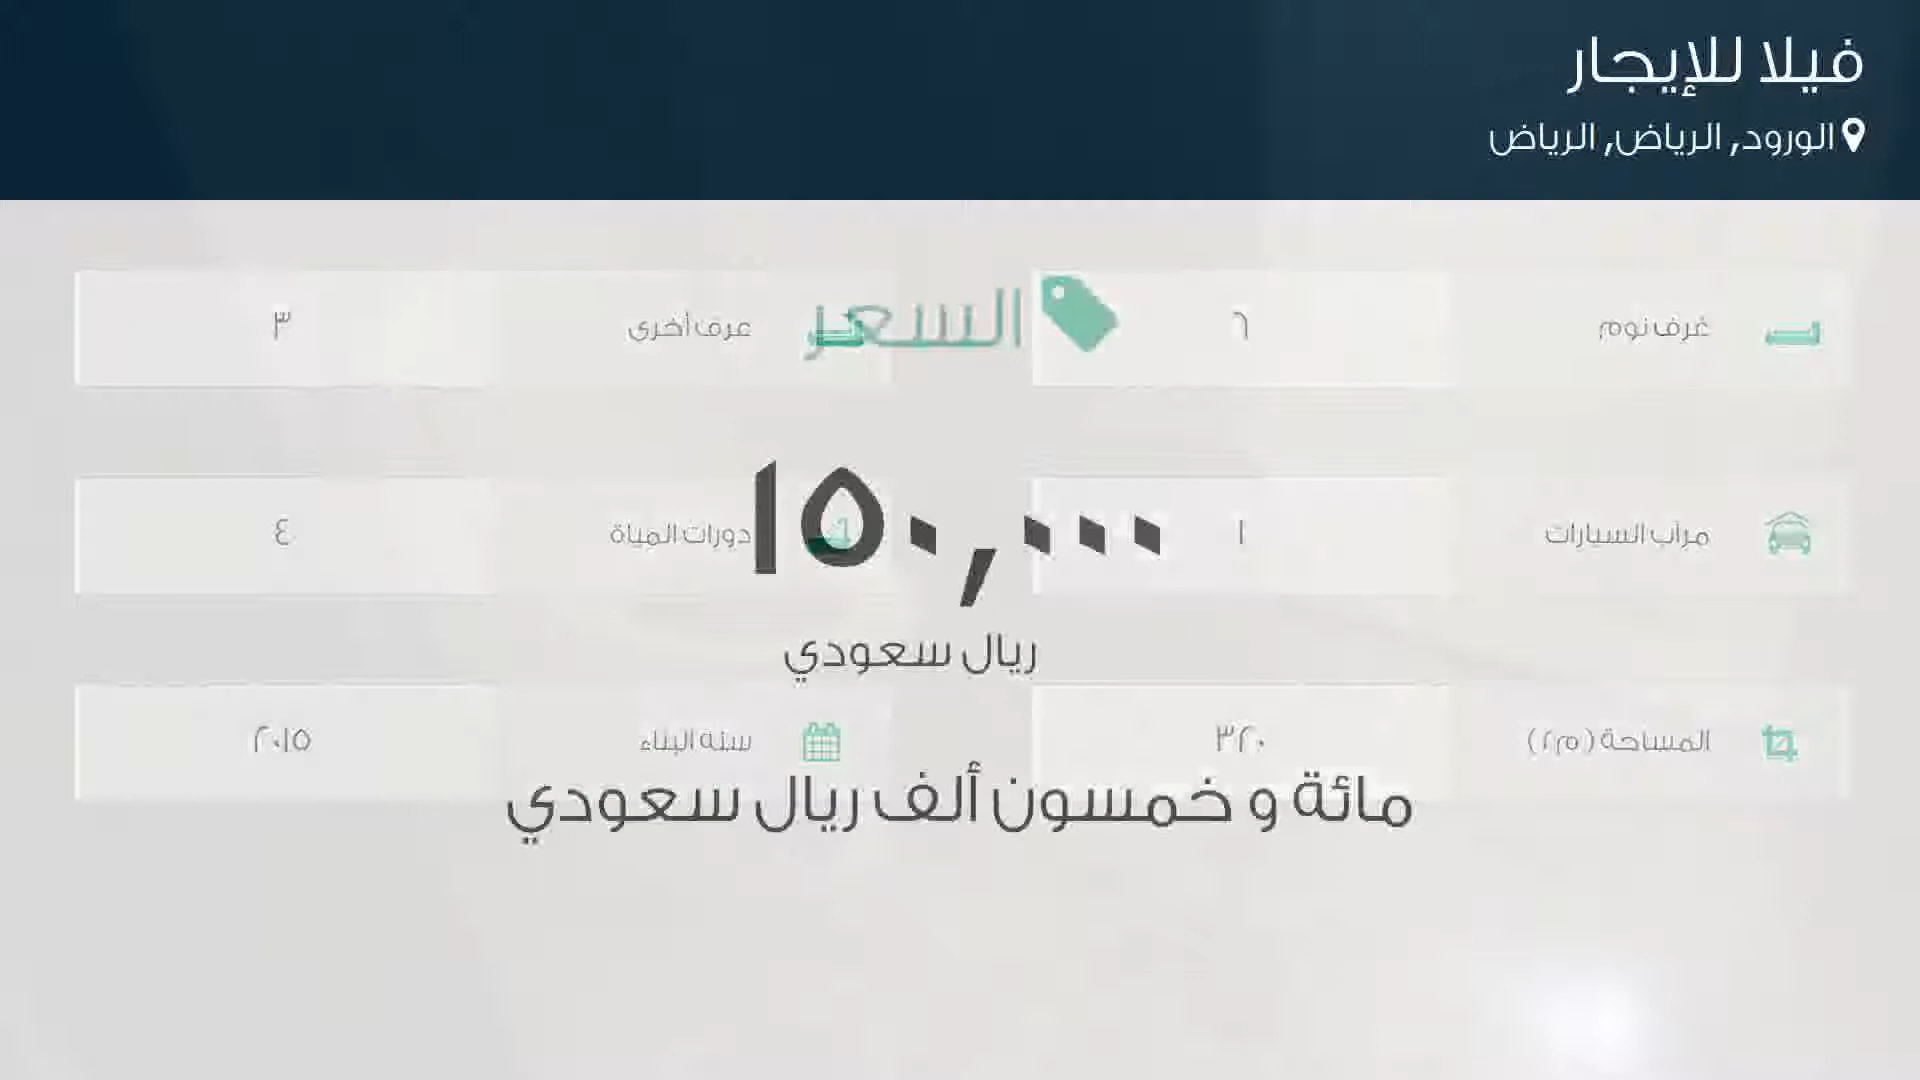 فيلا للإيجار
الورود, الرياض, الرياض
السعر
غرف نوم ٦
غرف أخرى ٣
١٥٠,٠٠٠
مرآب السيارات ١
دورات المياة ٤
ريال سعودي
المساحة (م٢) ٣٢٠
سنة البناء ٢٠١٥
مائة و خمسون ألف ريال سعودي